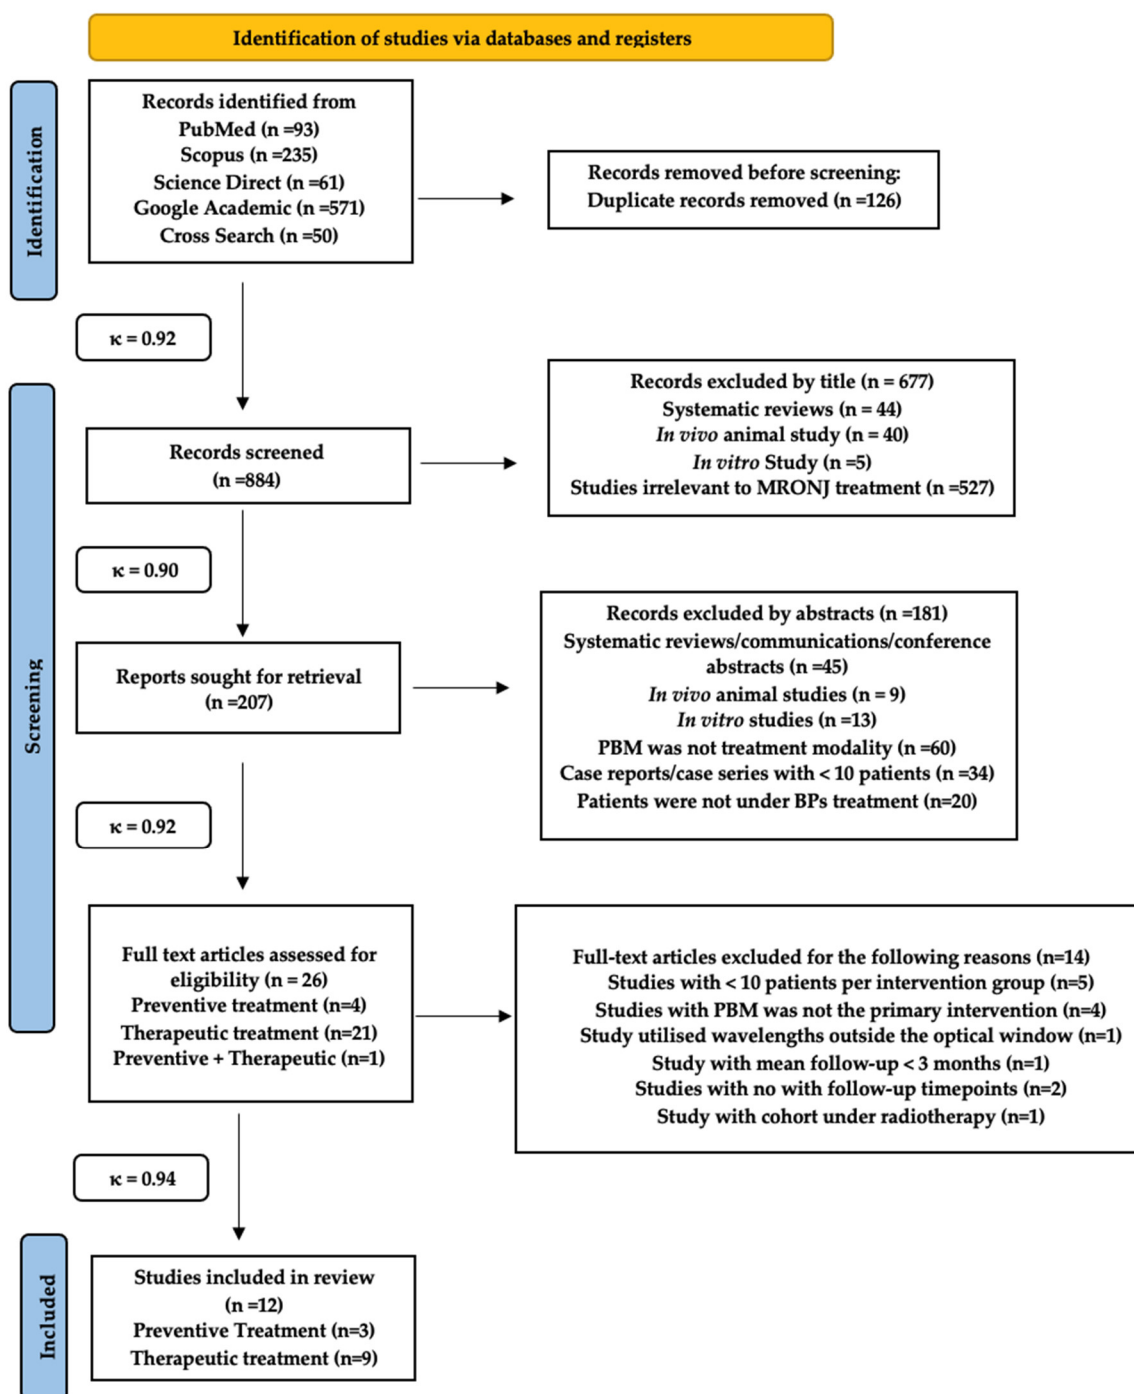 Identification of studies via databases and registers
Identification
Records identified from
PubMed (n =93)
Scopus (n =235)
Science Direct (n =61)
Google Academic (n =571)
Cross Search (n =50)
Records removed before screening:
Duplicate records removed (n =126)
κ = 0.92
Screening
Records screened
(n =884)
Records excluded by title (n = 677)
Systematic reviews (n = 44)
In vivo animal study (n = 40)
In vitro Study (n =5)
Studies irrelevant to MRONJ treatment (n =527)
κ = 0.90
Reports sought for retrieval
(n =207)
Records excluded by abstracts (n =181)
Systematic reviews/communications/conference
abstracts (n =45)
In vivo animal studies (n = 9)
In vitro studies (n =13)
PBM was not treatment modality (n =60)
Case reports/case series with < 10 patients (n =34)
Patients were not under BPs treatment (n=20)
κ = 0.92
Full text articles assessed for
eligibility (n = 26)
Preventive treatment (n=4)
Therapeutic treatment (n=21)
Preventive + Therapeutic (n=1)
Full-text articles excluded for the following reasons (n=14)
Studies with < 10 patients per intervention group (n=5)
Studies with PBM was not the primary intervention (n=4)
Study utilised wavelengths outside the optical window (n=1)
Study with mean follow-up < 3 months (n=1)
Studies with no with follow-up timepoints (n=2)
Study with cohort under radiotherapy (n=1)
κ = 0.94
Included
Studies included in review
(n =12)
Preventive Treatment (n=3)
Therapeutic treatment (n=9)